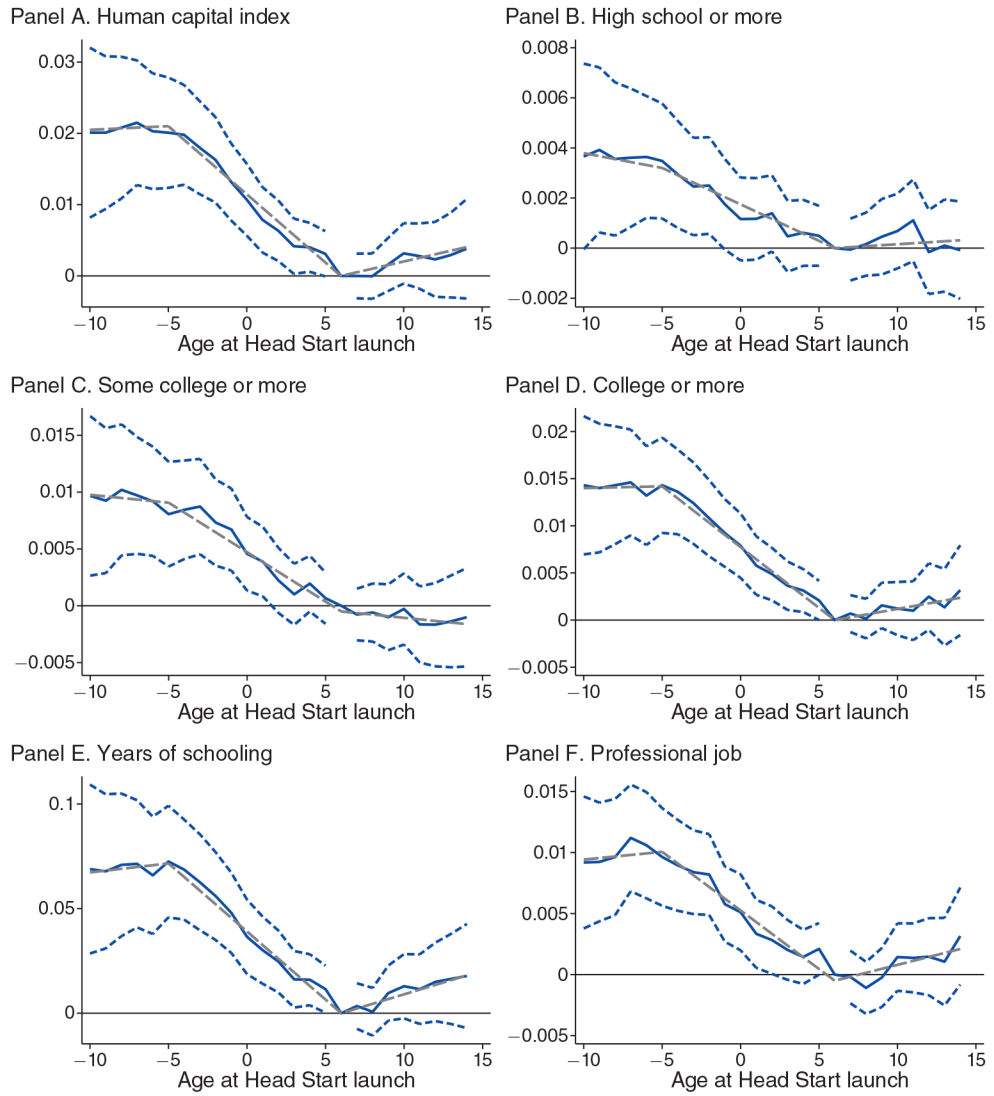 Panel A. Human capital index
0.03
0.02
0.01
0
−10 −5 0 5 10 15
Age at Head Start launch
Panel B. High school or more
0.008
0.006
0.004
0.002
0
−0.002
−10 −5 0 5 10 15
Age at Head Start launch
Panel C. Some college or more
0.015
0.01
0.005
0
−0.005
−10 −5 0 5 10 15
Age at Head Start launch
Panel D. College or more
0.02
0.015
0.01
0.005
0
−0.005
−10 −5 0 5 10 15
Age at Head Start launch
Panel E. Years of schooling
0.1
0.05
0
−10 −5 0 5 10 15
Age at Head Start launch
Panel F. Professional job
0.015
0.01
0.005
0
−0.005
−10 −5 0 5 10 15
Age at Head Start launch